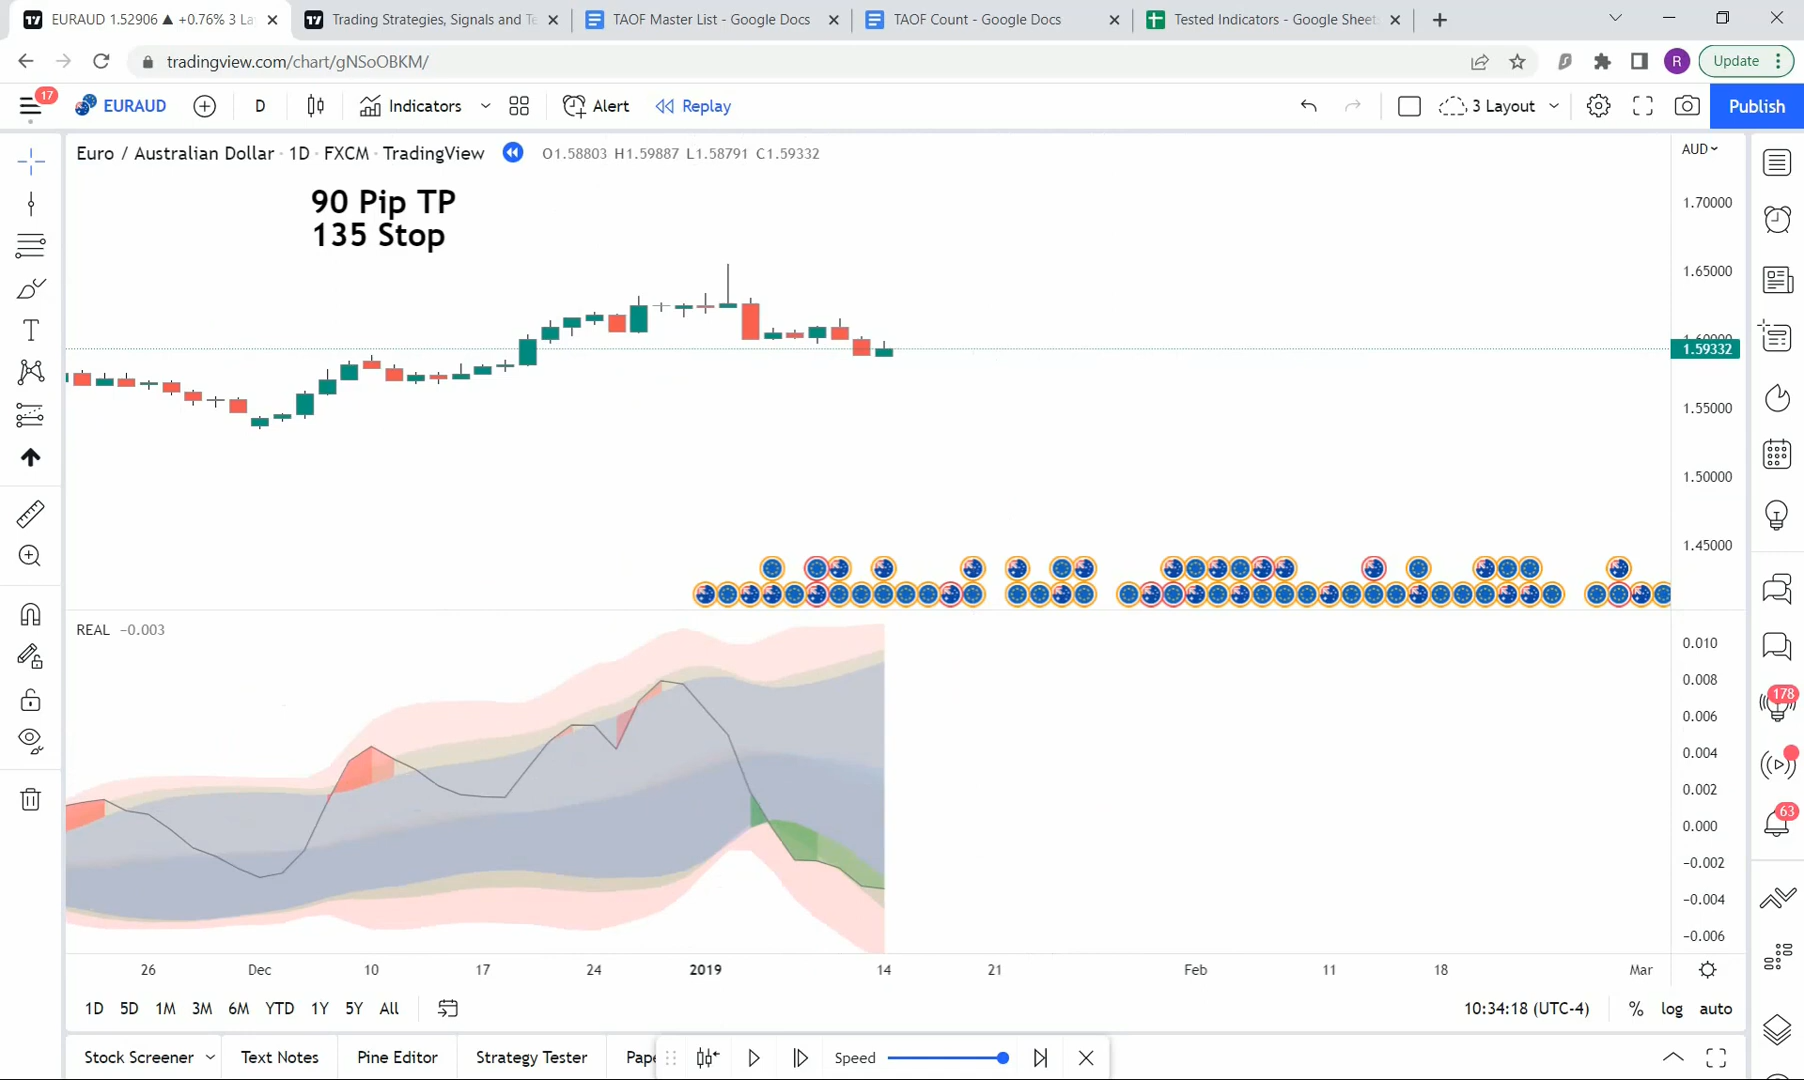 EURAUD 1.52906 ▲ +0.76% 3 La
Trading Strategies, Signals and Te
TAOF Master List - Google Docs
TAOF Count - Google Docs
Tested Indicators - Google Sheets
tradingview.com/chart/gNSoOBKM/
R
Update
17
EURAUD
D
Indicators
Alert
Replay
3 Layout
Publish
Euro / Australian Dollar · 1D · FXCM · TradingView
O1.58803 H1.59887 L1.58791 C1.59332
AUD
90 Pip TP
135 Stop
1.70000
1.65000
1.60000
1.59332
1.55000
1.50000
1.45000
REAL −0.003
0.010
0.008
0.006
0.004
0.002
0.000
−0.002
−0.004
−0.006
178
63
26 Dec 10 17 24 2019 14 21 Feb 11 18 Mar
1D 5D 1M 3M 6M YTD 1Y 5Y All
10:34:18 (UTC-4)
% log auto
Stock Screener
Text Notes
Pine Editor
Strategy Tester
Pape
Speed